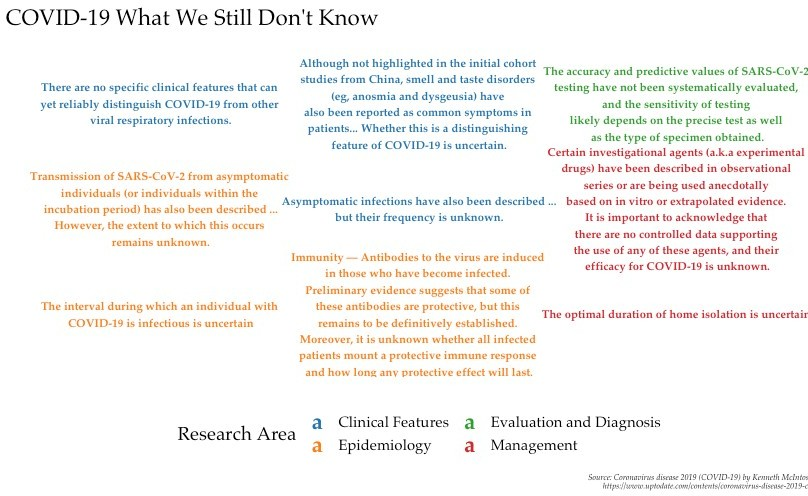 COVID-19 What We Still Don't Know
There are no specific clinical features that can
yet reliably distinguish COVID-19 from other
viral respiratory infections.
Although not highlighted in the initial cohort
studies from China, smell and taste disorders
(eg, anosmia and dysgeusia) have
also been reported as common symptoms in
patients... Whether this is a distinguishing
feature of COVID-19 is uncertain.
The accuracy and predictive values of SARS-CoV-2
testing have not been systematically evaluated,
and the sensitivity of testing
likely depends on the precise test as well
as the type of specimen obtained.
Transmission of SARS-CoV-2 from asymptomatic
individuals (or individuals within the
incubation period) has also been described ...
However, the extent to which this occurs
remains unknown.
Asymptomatic infections have also been described ...
but their frequency is unknown.
Certain investigational agents (a.k.a experimental
drugs) have been described in observational
series or are being used anecdotally
based on in vitro or extrapolated evidence.
It is important to acknowledge that
there are no controlled data supporting
the use of any of these agents, and their
efficacy for COVID-19 is unknown.
The interval during which an individual with
COVID-19 is infectious is uncertain
Immunity — Antibodies to the virus are induced
in those who have become infected.
Preliminary evidence suggests that some of
these antibodies are protective, but this
remains to be definitively established.
Moreover, it is unknown whether all infected
patients mount a protective immune response
and how long any protective effect will last.
The optimal duration of home isolation is uncertain
Research Area
a Clinical Features
a Evaluation and Diagnosis
a Epidemiology
a Management
Source: Coronavirus disease 2019 (COVID-19) by Kenneth McIntos
https://www.uptodate.com/contents/coronavirus-disease-2019-c